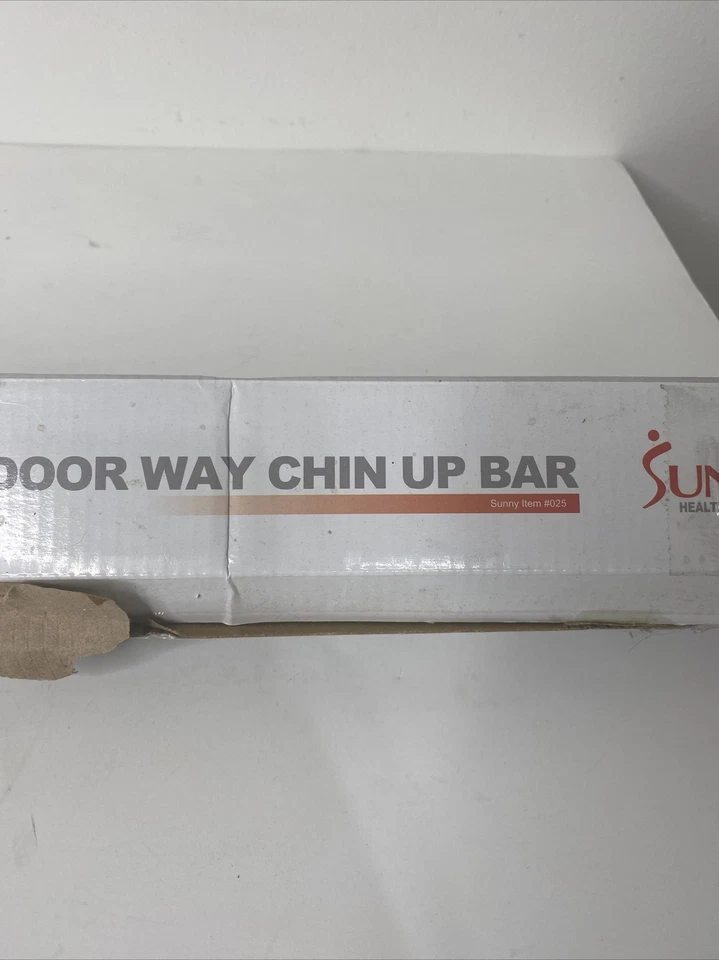 DOOR WAY CHIN UP BAR
Sunny Item #025
SUN
HEALT